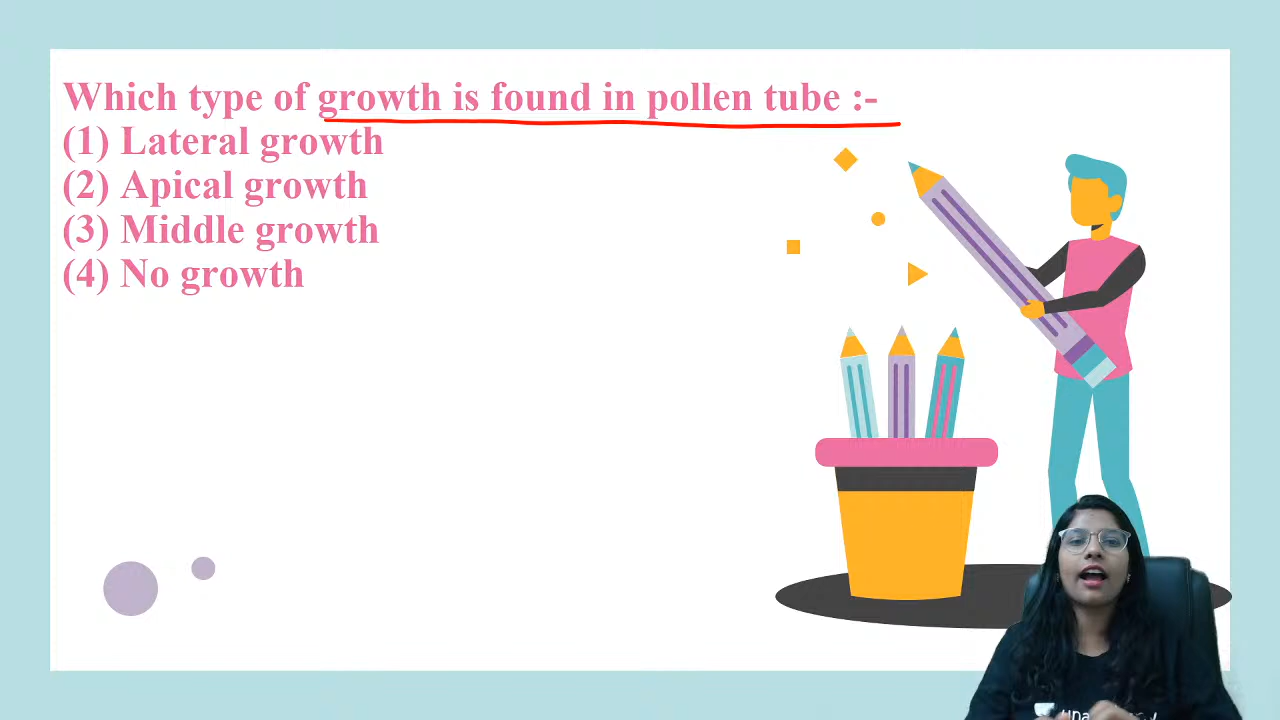 Which type of growth is found in pollen tube :-
(1) Lateral growth
(2) Apical growth
(3) Middle growth
(4) No growth